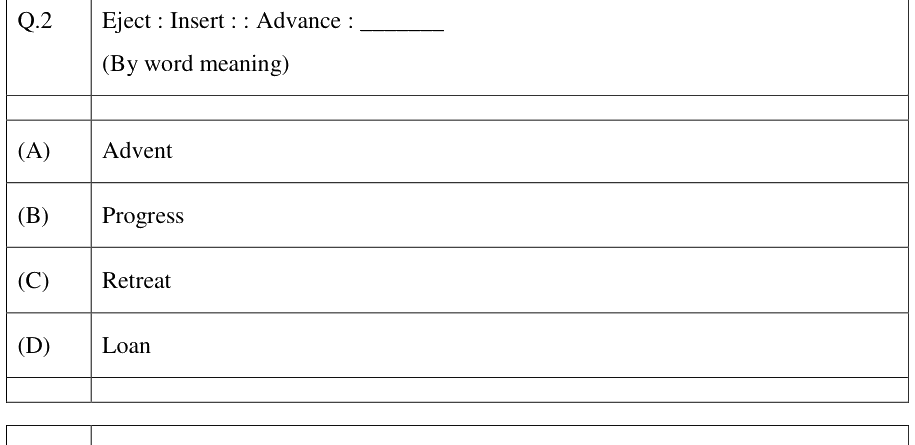 Q.2 Eject : Insert : : Advance : _______
(By word meaning)
(A) Advent
(B) Progress
(C) Retreat
(D) Loan